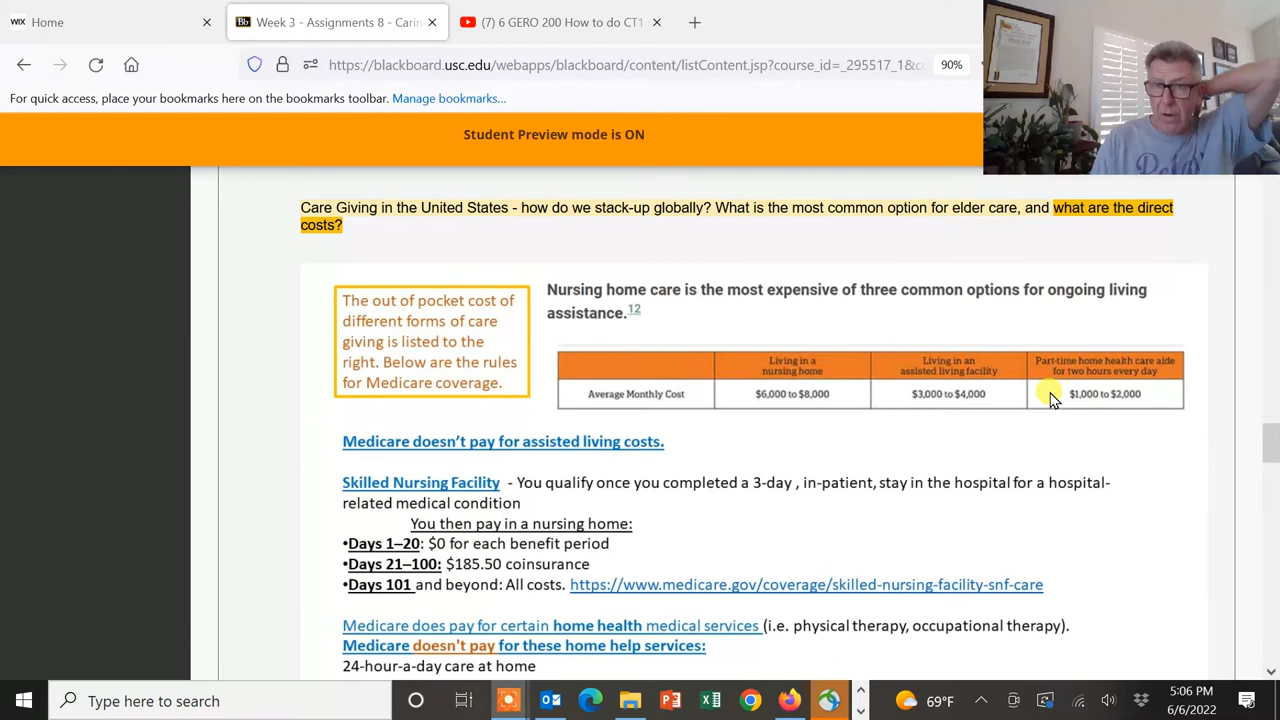 WIX Home
Bb Week 3 - Assignments 8 - Carin
(7) 6 GERO 200 How to do CT1
https://blackboard.usc.edu/webapps/blackboard/content/listContent.jsp?course_id=_295517_1&c
90%
For quick access, place your bookmarks here on the bookmarks toolbar. Manage bookmarks...
Student Preview mode is ON
Care Giving in the United States - how do we stack-up globally? What is the most common option for elder care, and what are the direct
costs?
The out of pocket cost of
different forms of care
giving is listed to the
right. Below are the rules
for Medicare coverage.
Nursing home care is the most expensive of three common options for ongoing living
assistance.12
Living in a
nursing home
Living in an
assisted living facility
Part-time home health care aide
for two hours every day
Average Monthly Cost $6,000 to $8,000 $3,000 to $4,000 $1,000 to $2,000
Medicare doesn't pay for assisted living costs.
Skilled Nursing Facility - You qualify once you completed a 3-day , in-patient, stay in the hospital for a hospital-
related medical condition
You then pay in a nursing home:
•Days 1–20: $0 for each benefit period
•Days 21–100: $185.50 coinsurance
•Days 101 and beyond: All costs. https://www.medicare.gov/coverage/skilled-nursing-facility-snf-care
Medicare does pay for certain home health medical services (i.e. physical therapy, occupational therapy).
Medicare doesn't pay for these home help services:
24-hour-a-day care at home
Type here to search
69°F
5:06 PM
6/6/2022